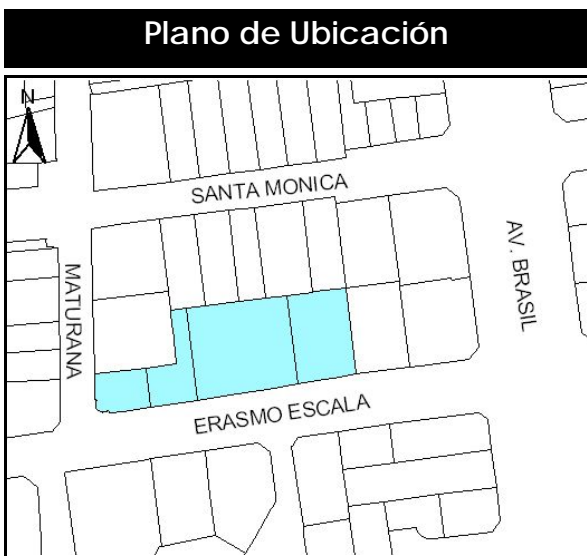 Plano de Ubicación
N
SANTA MONICA
AV. BRASIL
MATURANA
ERASMO ESCALA